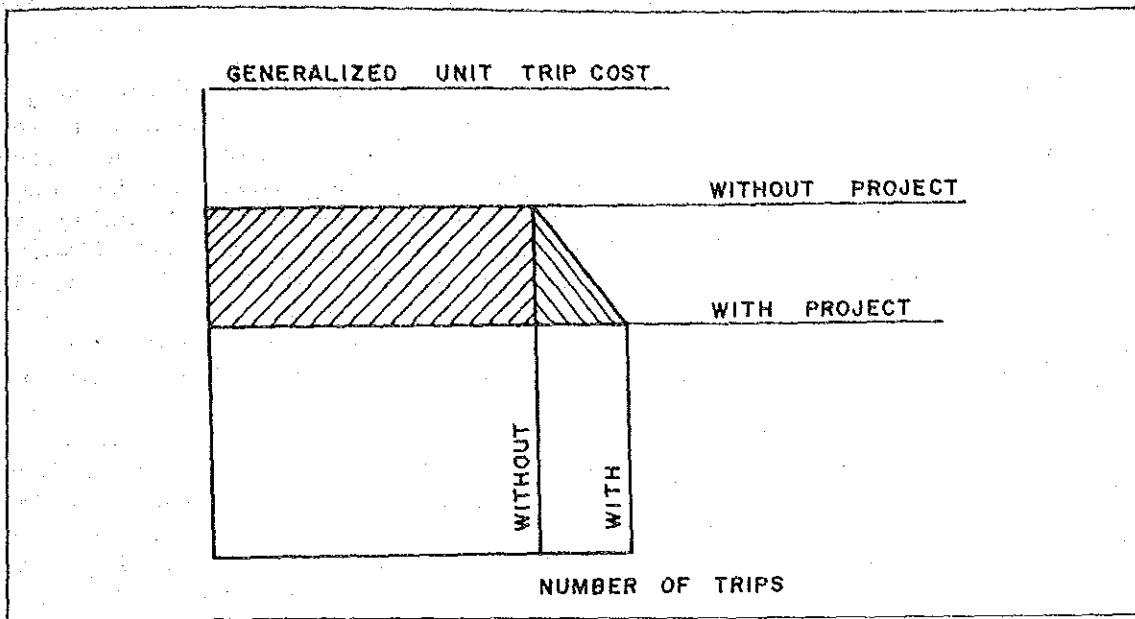 GENERALIZED UNIT TRIP COST
WITHOUT PROJECT
WITH PROJECT
WITHOUT
WITH
NUMBER OF TRIPS